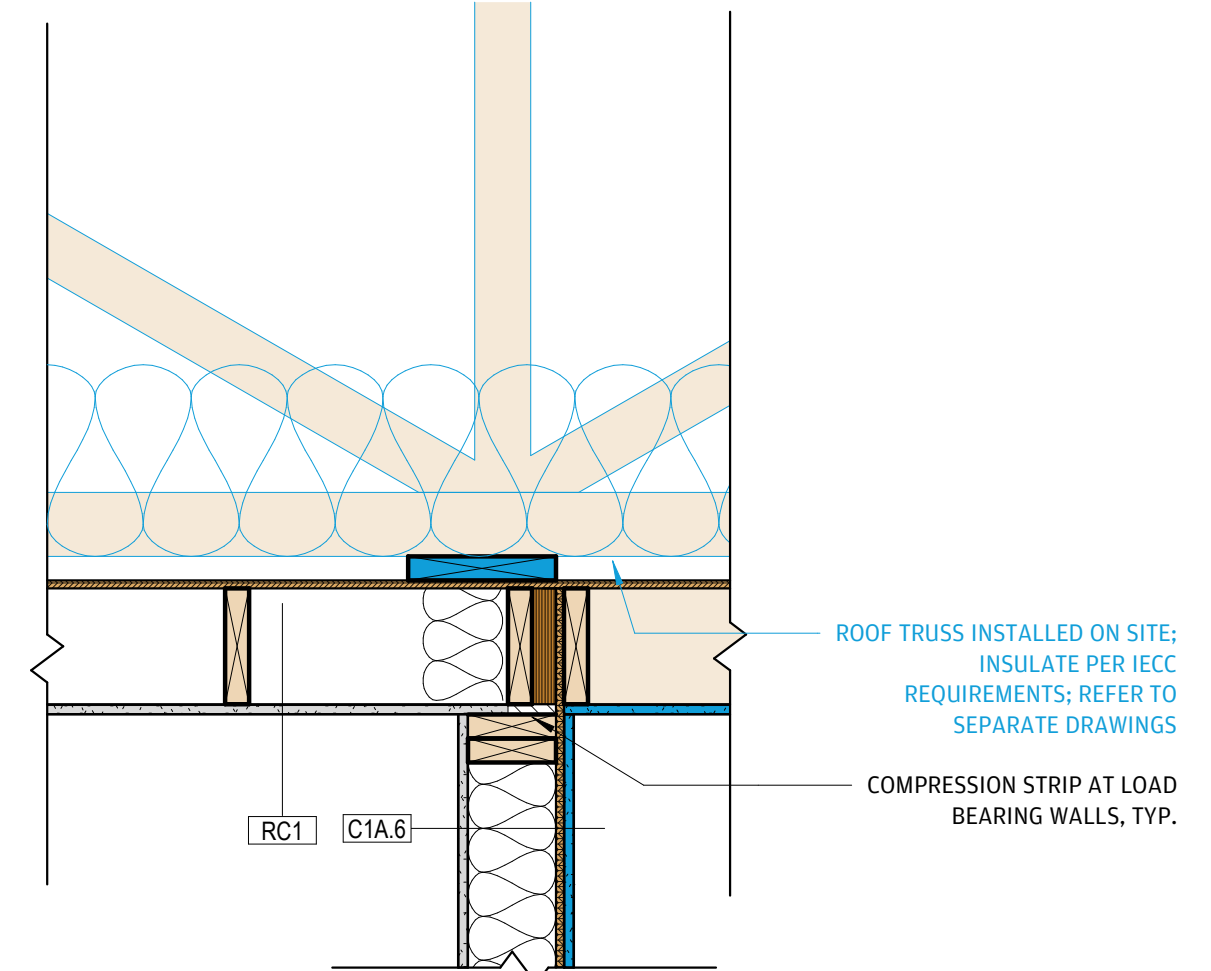 ROOF TRUSS INSTALLED ON SITE;
INSULATE PER IECC
REQUIREMENTS; REFER TO
SEPARATE DRAWINGS
COMPRESSION STRIP AT LOAD
BEARING WALLS, TYP.
RC1
C1A.6